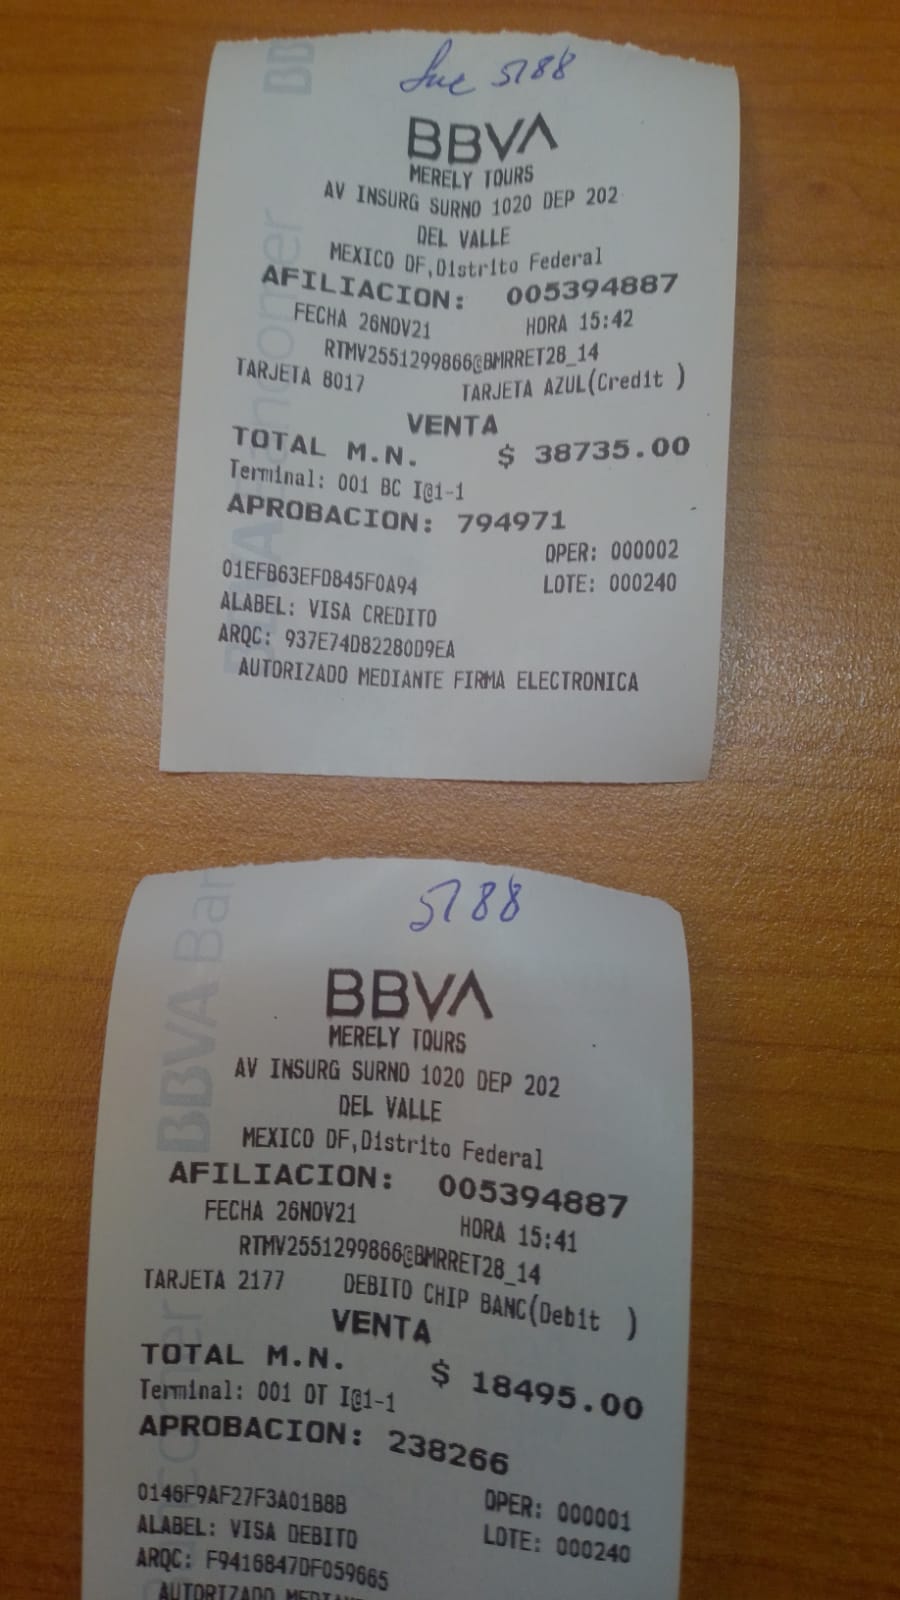 Suc 5788
BBVA
MERELY TOURS
AV INSURG SURNO 1020 DEP 202
DEL VALLE
MEXICO DF,Distrito Federal
AFILIACION: 005394887
FECHA 26NOV21 HORA 15:42
RTMV2551299866@BMRRET28_14
TARJETA 8017 TARJETA AZUL(Credit )
VENTA
TOTAL M.N. $ 38735.00
Terminal: 001 BC I@1-1
APROBACION: 794971
OPER: 000002
01EFB63EFD845F0A94 LOTE: 000240
ALABEL: VISA CREDITO
ARQC: 937E74D82280D9EA
AUTORIZADO MEDIANTE FIRMA ELECTRONICA
5788
BBVA
MERELY TOURS
AV INSURG SURNO 1020 DEP 202
DEL VALLE
MEXICO DF,Distrito Federal
AFILIACION: 005394887
FECHA 26NOV21 HORA 15:41
RTMV2551299866@BMRRET28_14
TARJETA 2177 DEBITO CHIP BANC(Debit )
VENTA
TOTAL M.N. $ 18495.00
Terminal: 001 OT I@1-1
APROBACION: 238266
0146F9AF27F3A01B8B OPER: 000001
ALABEL: VISA DEBITO LOTE: 000240
ARQC: F9416847DF059665
AUTORIZADO